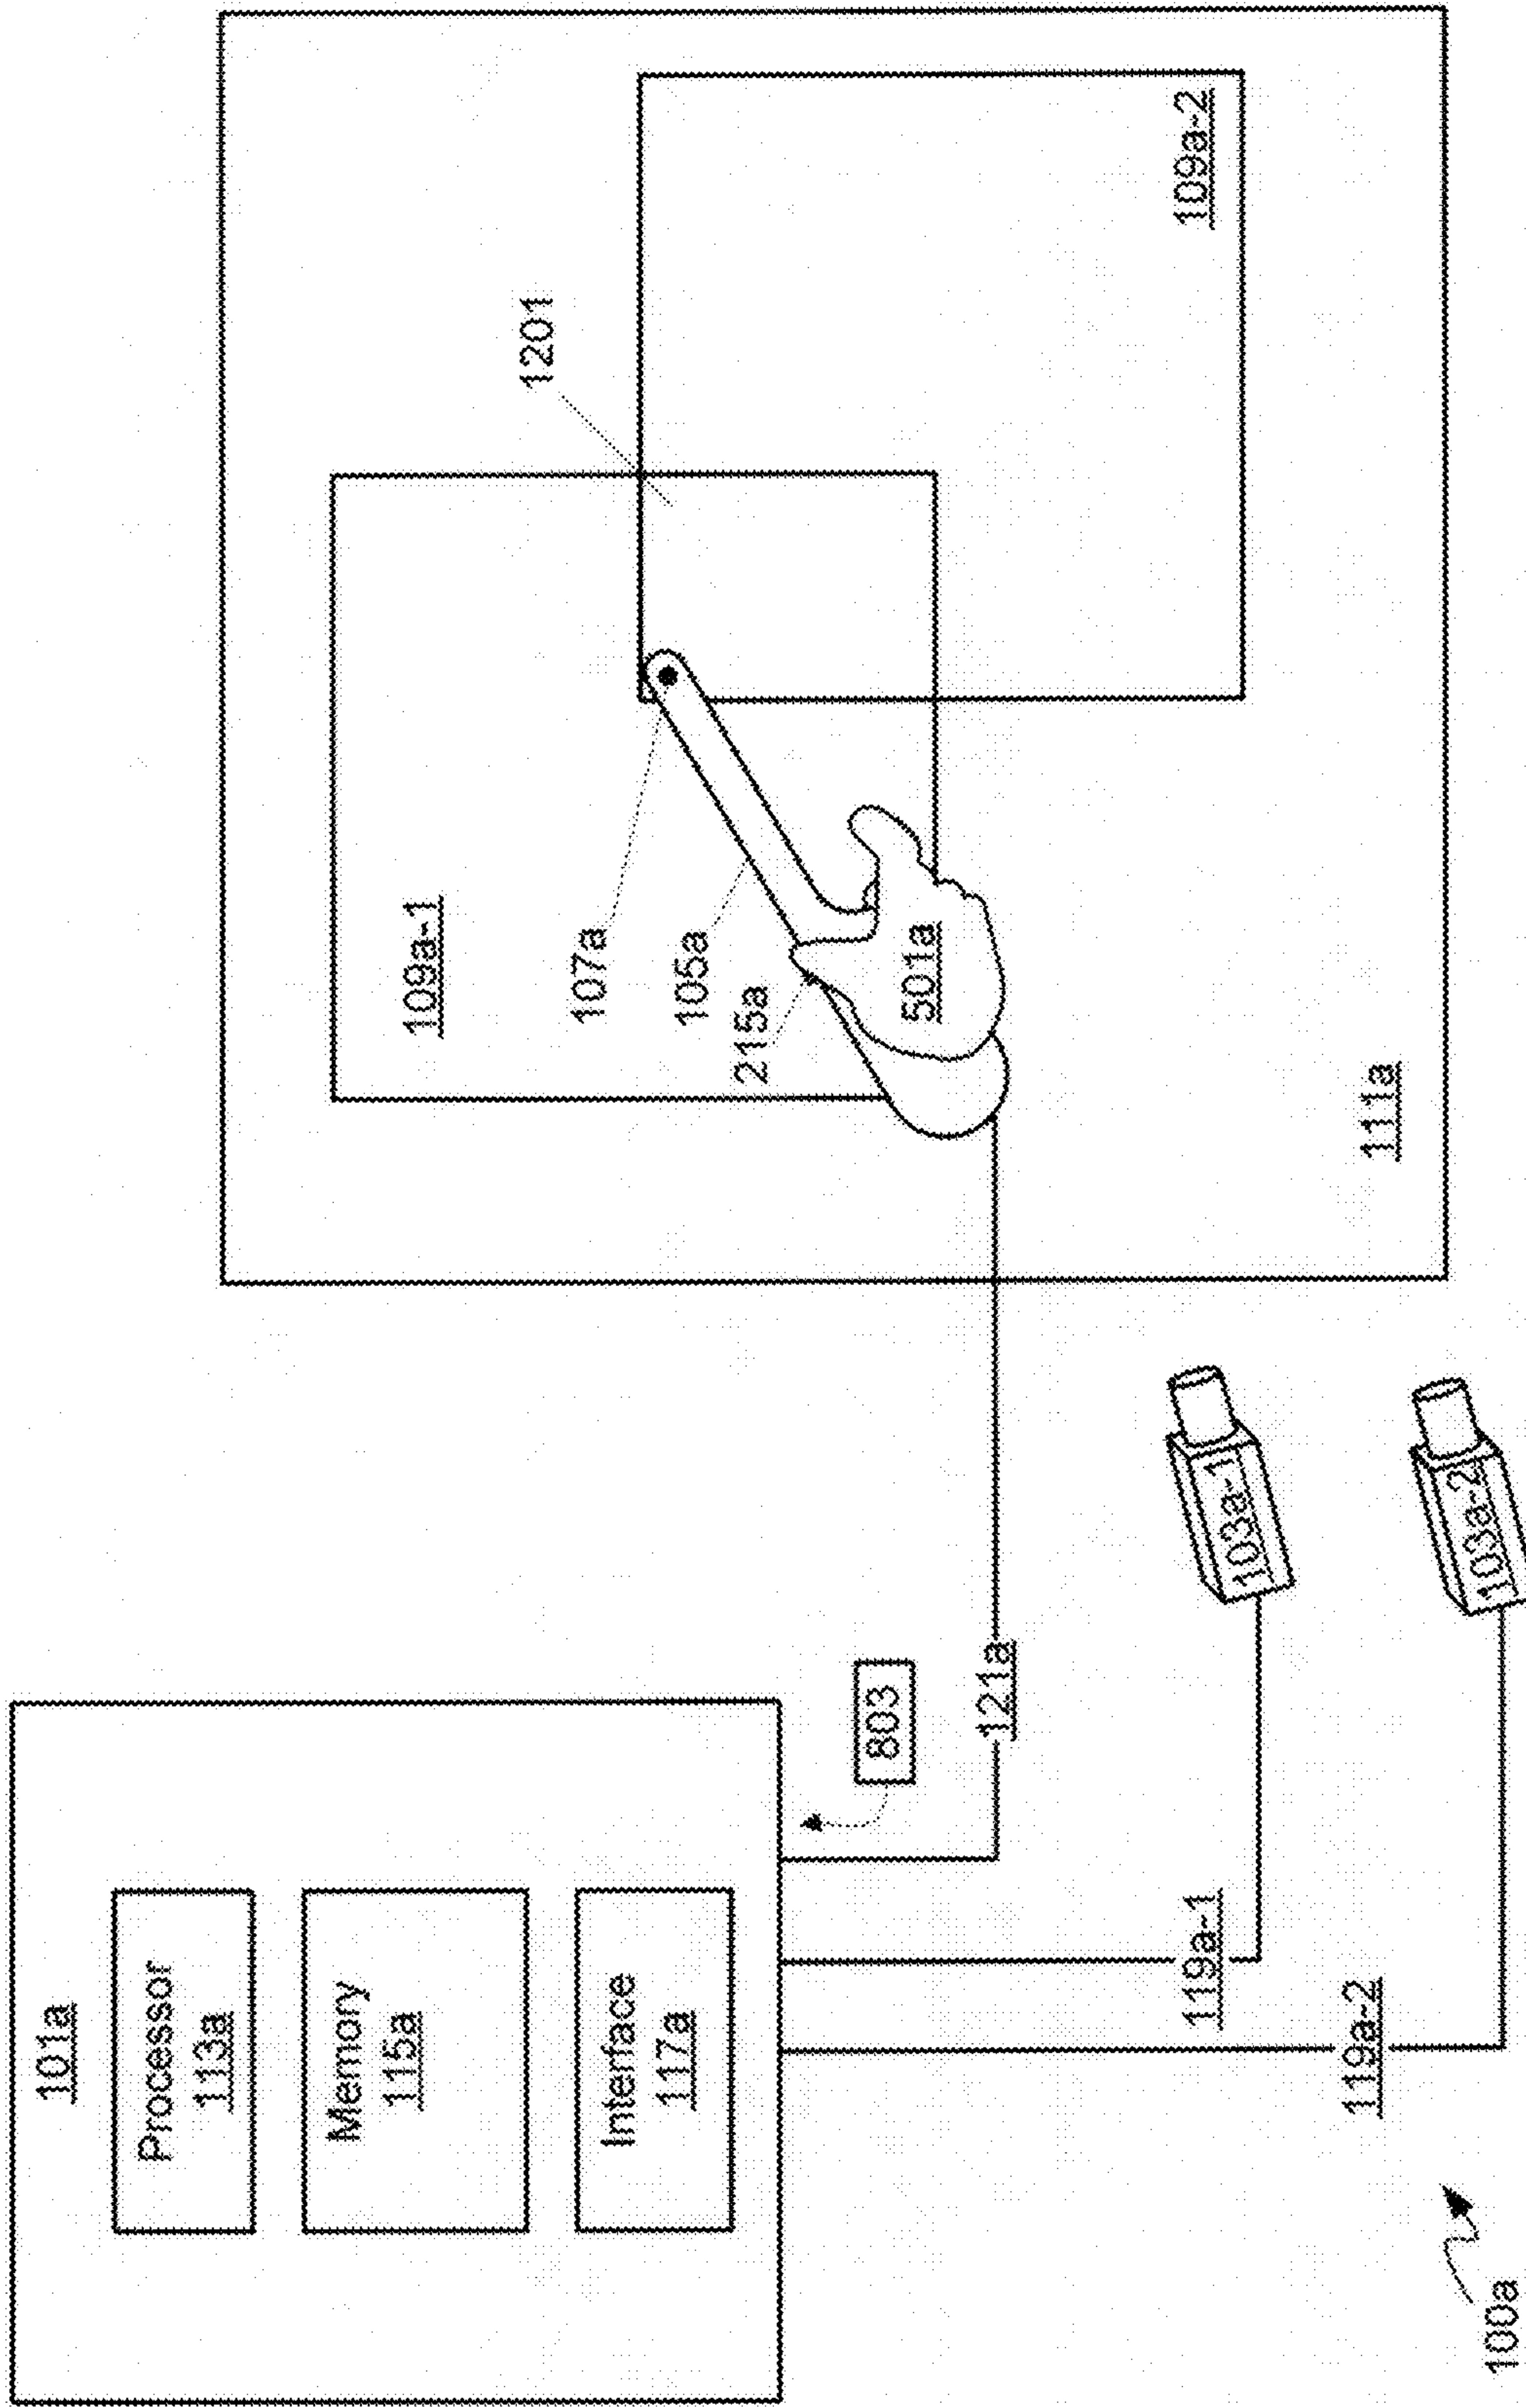 101a
Processor
113a
Memory
115a
Interface
117a
803
121a
119a-1
119a-2
103a-1
103a-2
100a
109a-1
107a
105a
215a
501a
1201
109a-2
111a